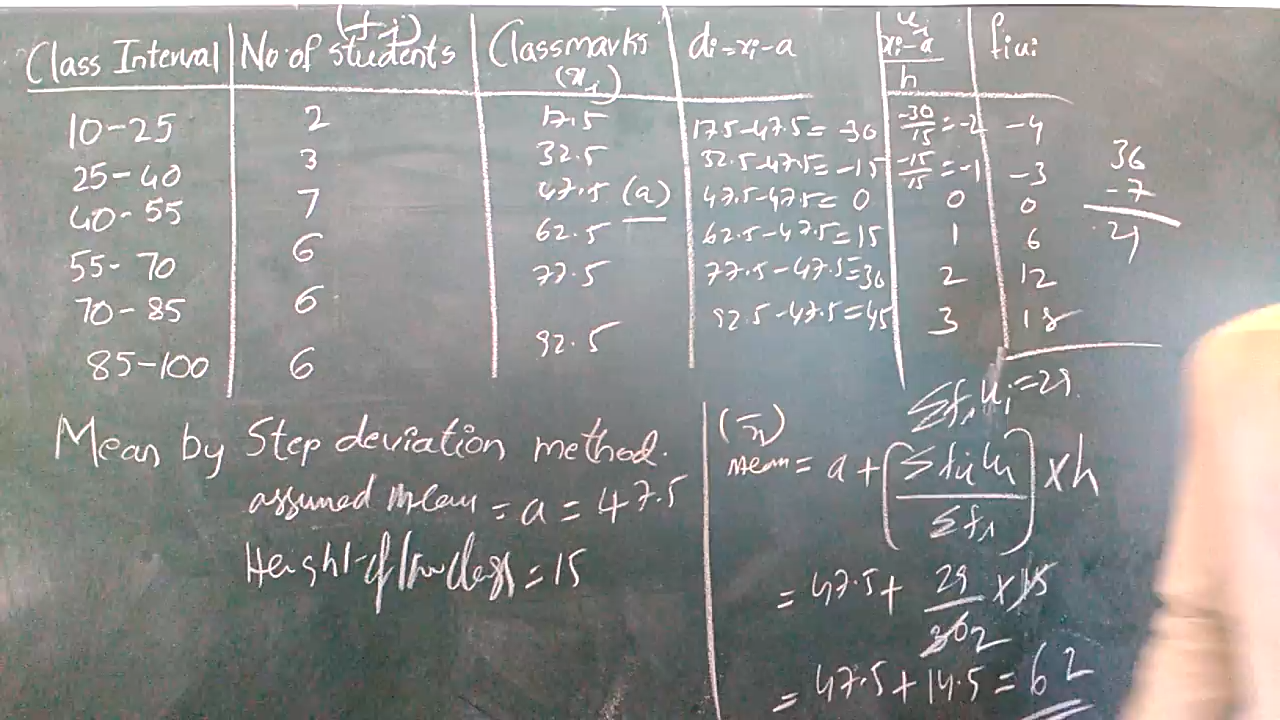 Class Interval No. of students (fi) Classmarks (xi) di = xi - a ui xi - a / h fiui
10-25 2 17.5 17.5-47.5 = -30 -30/15 = -2 -4
25-40 3 32.5 32.5-47.5 = -15 -15/15 = -1 -3
40-55 7 47.5 (a) 47.5-47.5 = 0 0 0
55-70 6 62.5 62.5-47.5 = 15 1 6
70-85 6 77.5 77.5-47.5 = 30 2 12
85-100 6 92.5 92.5-47.5 = 45 3 18
36
-7
29
Σfiui = 29
Mean by Step deviation method.
assumed mean = a = 47.5
Height of the class = 15
(x̄)
mean = a + (Σfiui / Σfi) × h
= 47.5 + 29/30 2 × 15
= 47.5 + 14.5 = 62